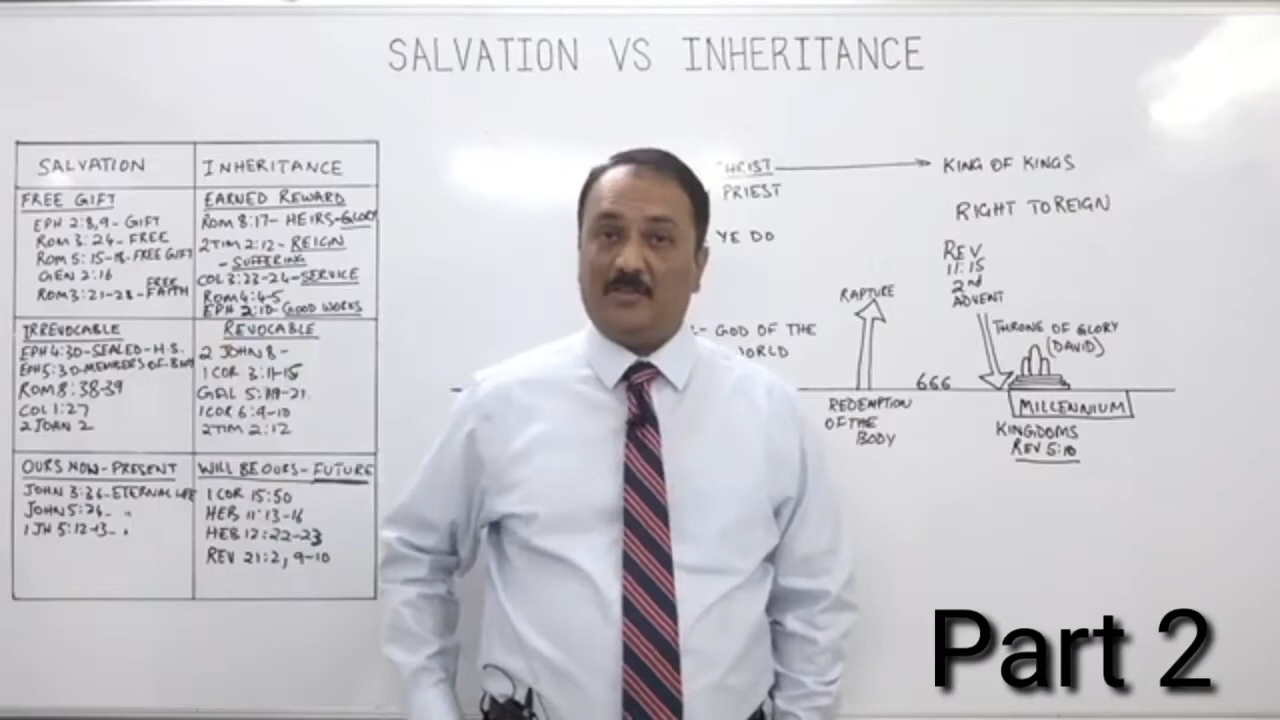 SALVATION VS INHERITANCE
SALVATION
INHERITANCE
FREE GIFT
EPH 2:8,9- GIFT
ROM 3:24- FREE
ROM 5:15-18- FREE GIFT
GEN 2:16
ROM 3:21-28- FREE FAITH
EARNED REWARD
ROM 8:17- HEIRS-GLORY
2TIM 2:12- REIGN
- SUFFERING
COL 3:23-24-SERVICE
ROM 4:4-5
EPH 2:10- GOOD WORKS
IRREVOCABLE
EPH 4:30-SEALED-H.S.
EPH 5:30-MEMBERS OF BODY
ROM 8:38-39
COL 1:27
2 JOHN 2
REVOCABLE
2 JOHN 8-
1 COR 3:11-15
GAL 5:19-21
1 COR 6:9-10
2TIM 2:12
OURS NOW-PRESENT
JOHN 3:36-ETERNAL LIFE
JOHN 5:24- "
1 JH 5:12-13- "
WILL BE OURS-FUTURE
1 COR 15:50
HEB 11:13-16
HEB 12:22-23
REV 21:2, 9-10
HRIST
KING OF KINGS
PRIEST
RIGHT TO REIGN
YE DO
REV
11:15
2nd
ADVENT
RAPTURE
:- GOD OF THE
ORLD
THRONE OF GLORY
(DAVID)
666
REDEMPTION
OF THE
BODY
MILLENNIUM
KINGDOMS
REV 5:10
Part 2